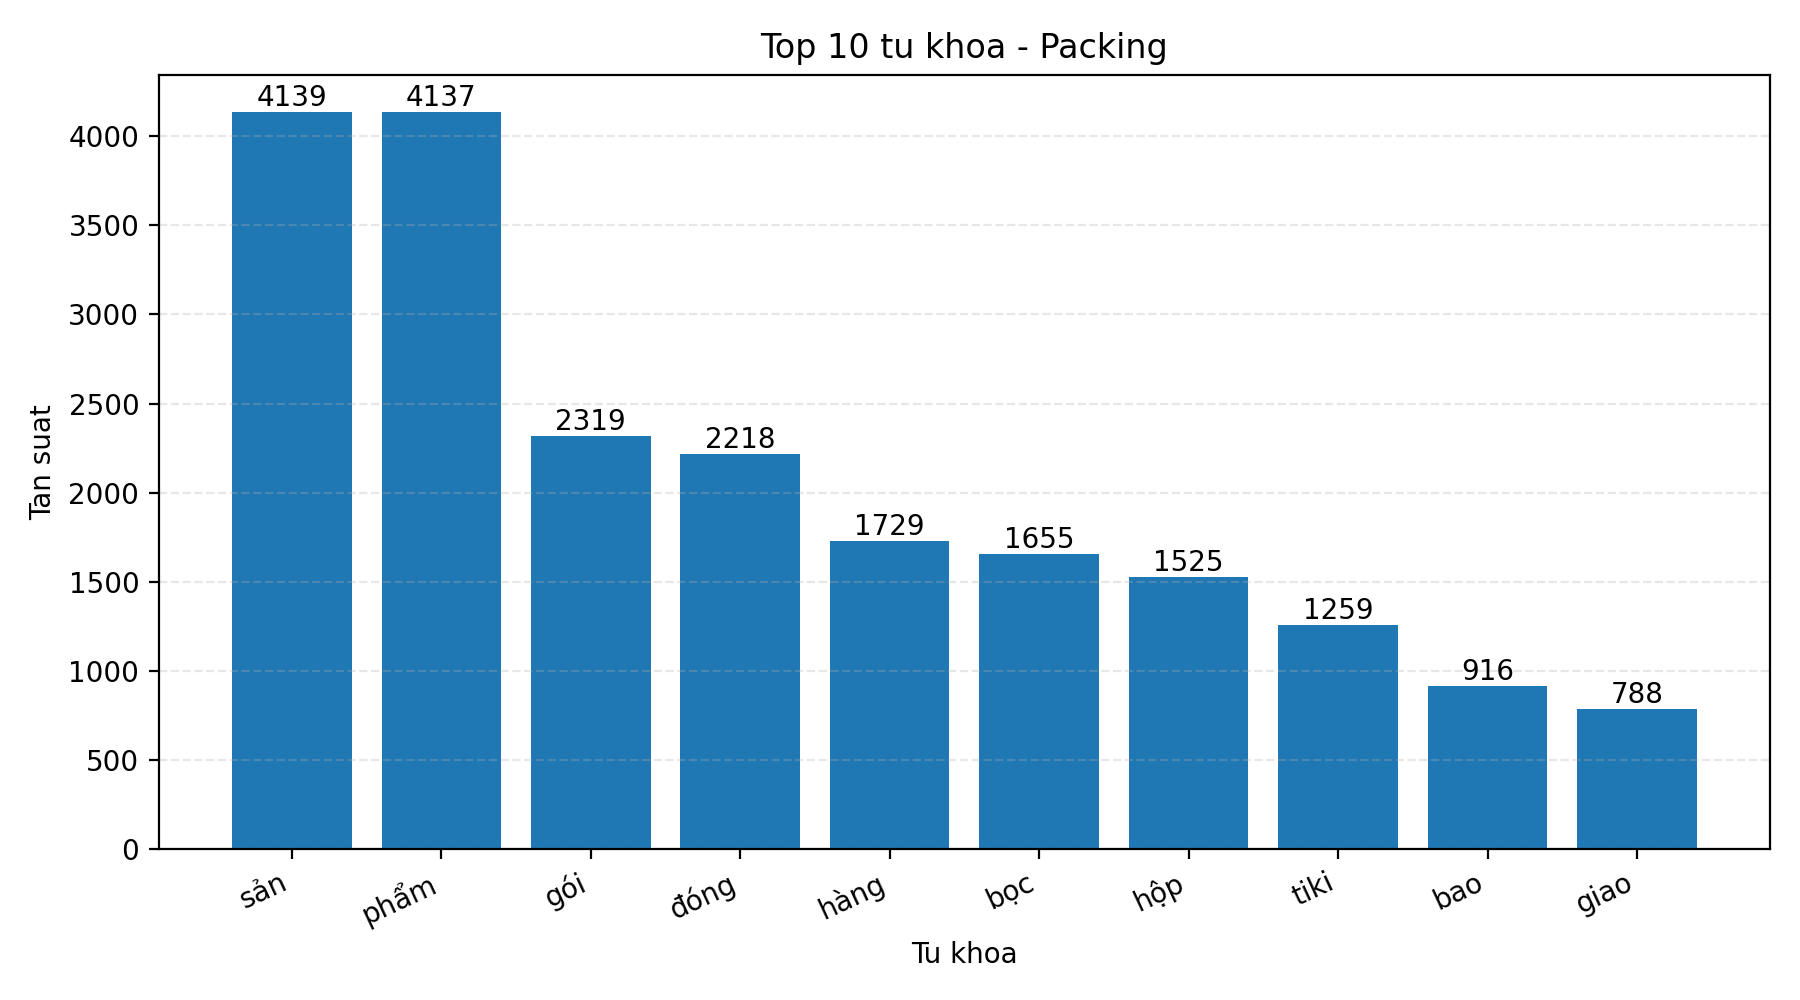 Top 10 tu khoa - Packing
Tan suat
4000
3500
3000
2500
2000
1500
1000
500
0
4139
4137
2319
2218
1729
1655
1525
1259
916
788
sản
phẩm
gói
đóng
hàng
bọc
hộp
tiki
bao
giao
Tu khoa